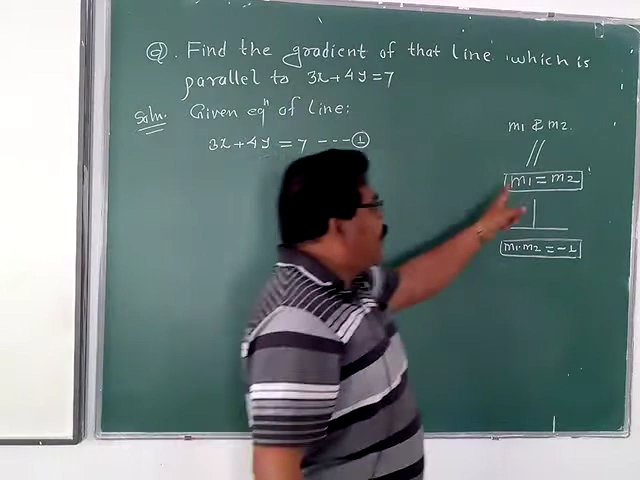 Q. Find the gradient of that line which is
parallel to 3x+4y=7
Soln. Given eqn of line:
3x+4y = 7 --- ①
m1 & m2.
//
m1 = m2
m1.m2 = -1